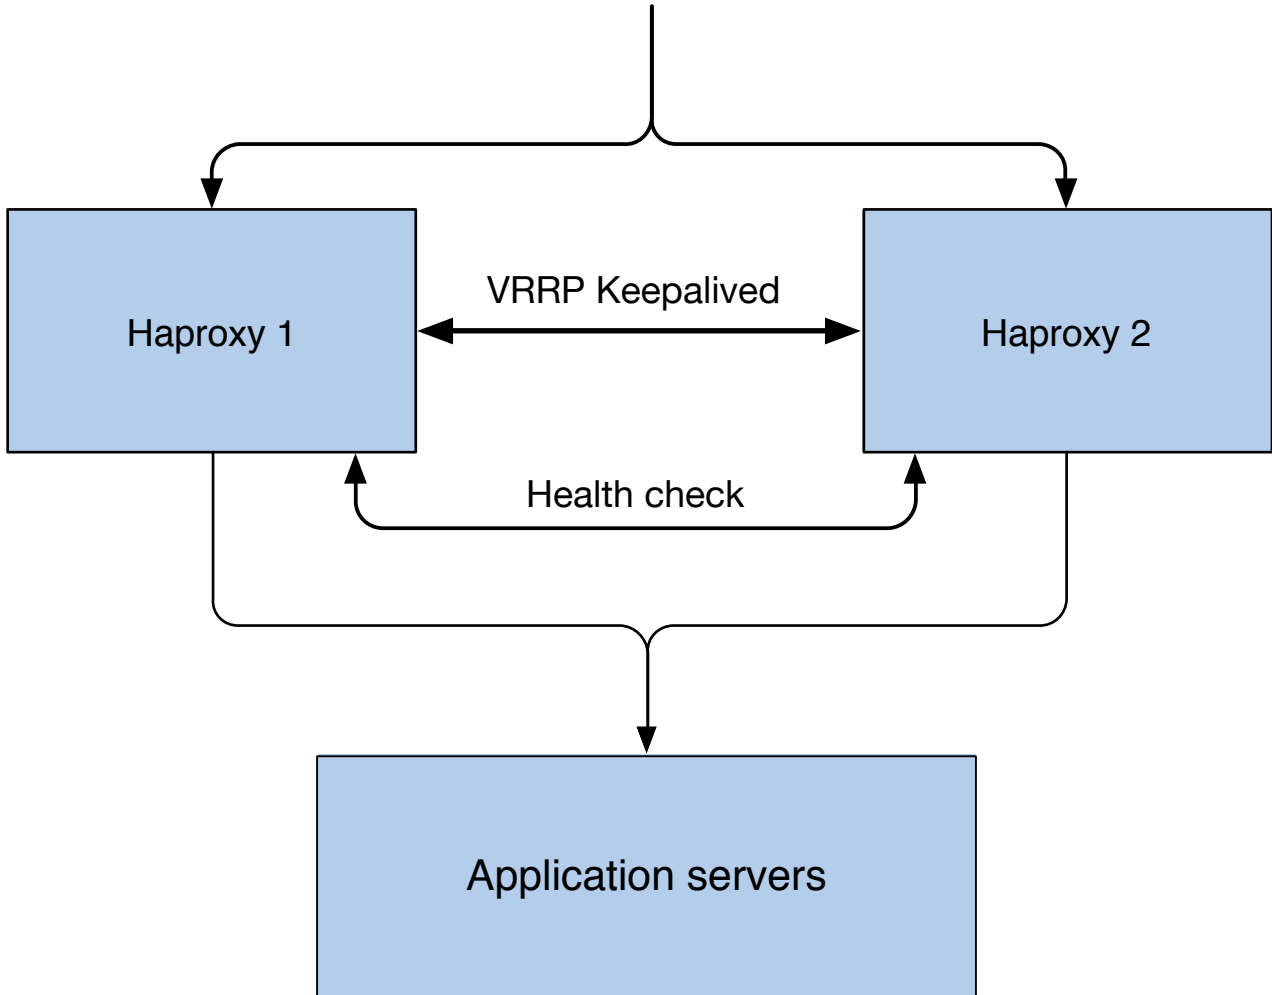 VRRP Keepalived
Haproxy 1
Haproxy 2
Health check
Application servers